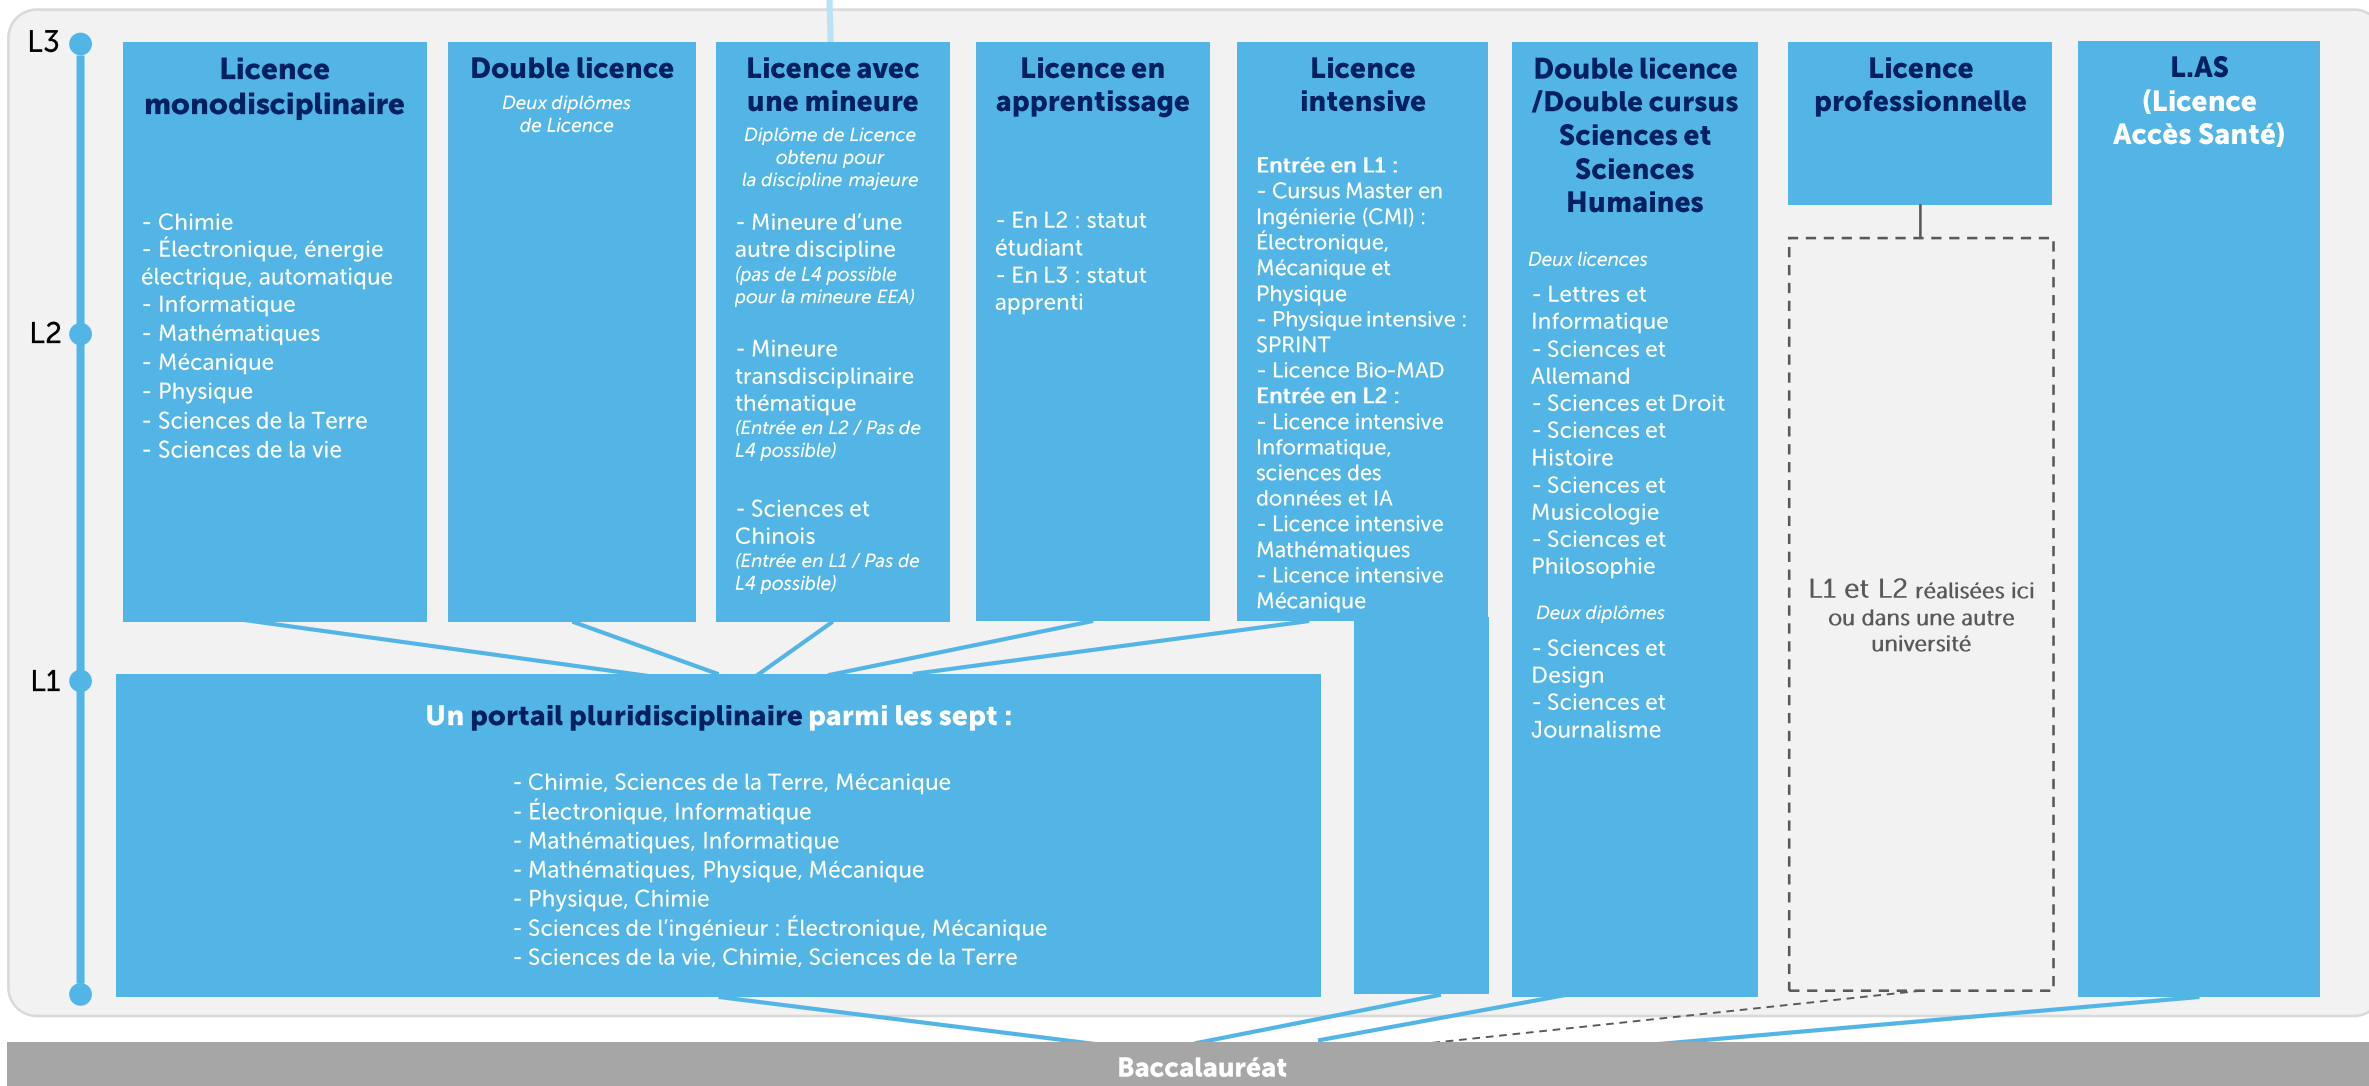 L3
L2
L1
Licence
monodisciplinaire
- Chimie
- Électronique, énergie
électrique, automatique
- Informatique
- Mathématiques
- Mécanique
- Physique
- Sciences de la Terre
- Sciences de la vie
Double licence
Deux diplômes
de Licence
Licence avec
une mineure
Diplôme de Licence
obtenu pour
la discipline majeure
- Mineure d’une
autre discipline
(pas de L4 possible
pour la mineure EEA)
- Mineure
transdisciplinaire
thématique
(Entrée en L2 / Pas de
L4 possible)
- Sciences et
Chinois
(Entrée en L1 / Pas de
L4 possible)
Licence en
apprentissage
- En L2 : statut
étudiant
- En L3 : statut
apprenti
Licence
intensive
Entrée en L1 :
- Cursus Master en
Ingénierie (CMI) :
Électronique,
Mécanique et
Physique
- Physique intensive :
SPRINT
- Licence Bio-MAD
Entrée en L2 :
- Licence intensive
Informatique,
sciences des
données et IA
- Licence intensive
Mathématiques
- Licence intensive
Mécanique
Double licence
/Double cursus
Sciences et
Sciences
Humaines
Deux licences
- Lettres et
Informatique
- Sciences et
Allemand
- Sciences et Droit
- Sciences et
Histoire
- Sciences et
Musicologie
- Sciences et
Philosophie
Deux diplômes
- Sciences et
Design
- Sciences et
Journalisme
Licence
professionnelle
L1 et L2 réalisées ici
ou dans une autre
université
L.AS
(Licence
Accès Santé)
Un portail pluridisciplinaire parmi les sept :
- Chimie, Sciences de la Terre, Mécanique
- Électronique, Informatique
- Mathématiques, Informatique
- Mathématiques, Physique, Mécanique
- Physique, Chimie
- Sciences de l’ingénieur : Électronique, Mécanique
- Sciences de la vie, Chimie, Sciences de la Terre
Baccalauréat